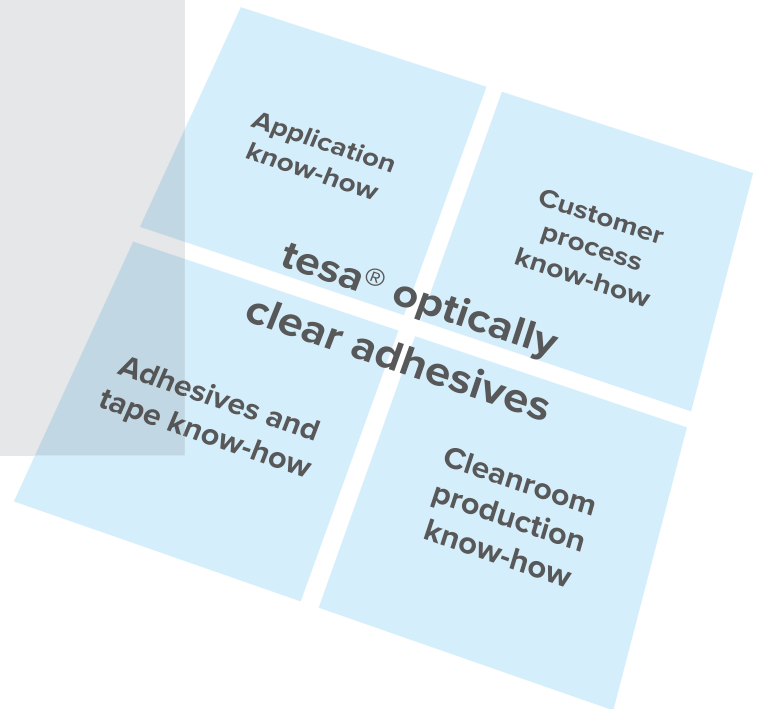 Application
know-how
Customer
process
know-how
tesa® optically
clear adhesives
Adhesives and
tape know-how
Cleanroom
production
know-how